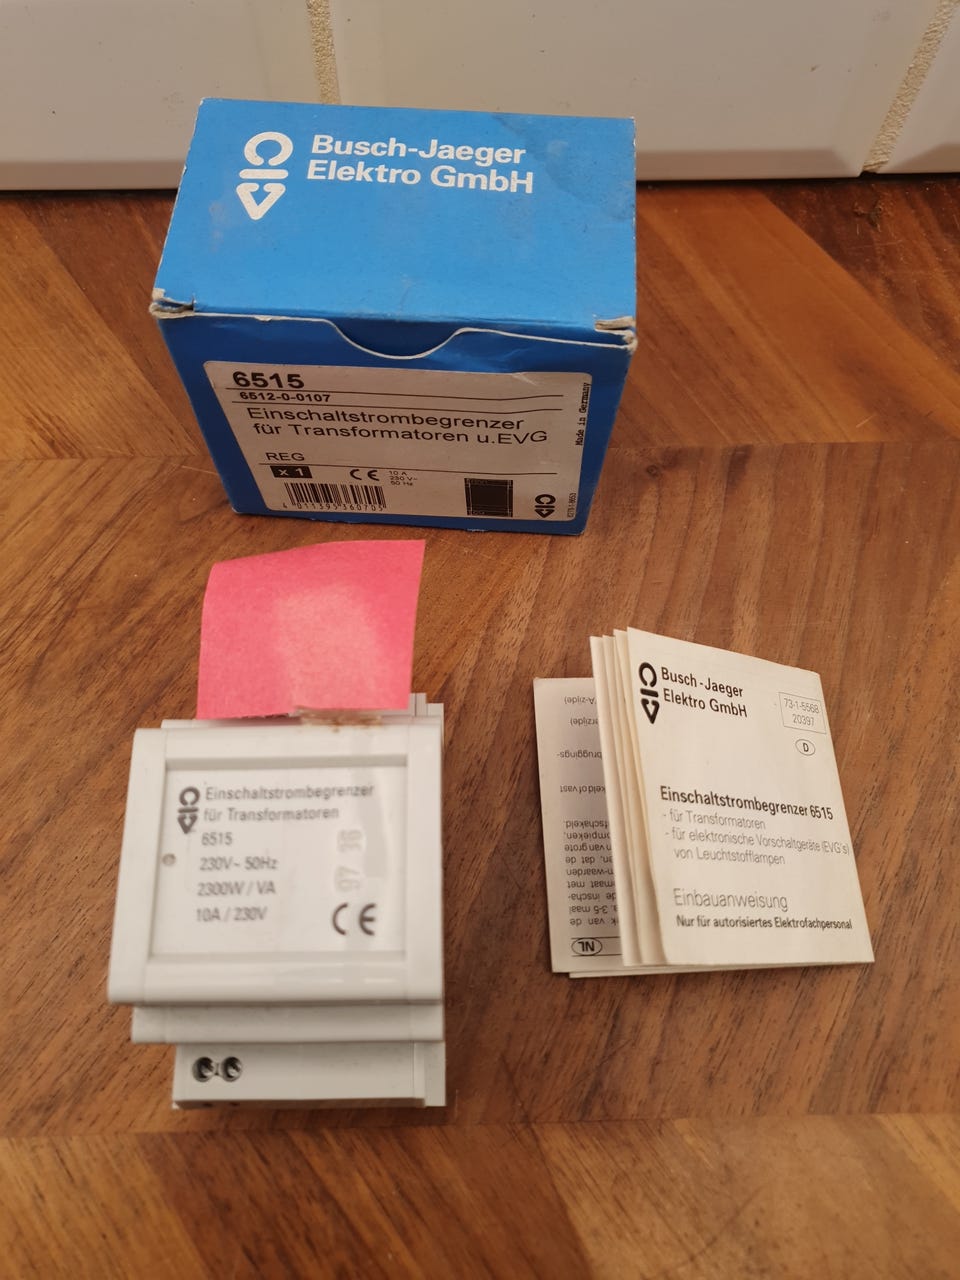 Busch-Jaeger
Elektro GmbH
6515
6512-0-0107
Einschaltstrombegrenzer
für Transformatoren u.EVG
REG
x 1
CE
10 A
230 V~
50 Hz
Made in Germany
Einschaltstrombegrenzer
für Transformatoren
6515
230V~ 50Hz
2300W / VA
10A / 230V
CE
Busch-Jaeger
Elektro GmbH
73-1-5568
20397
D
Einschaltstrombegrenzer 6515
- für Transformatoren
- für elektronische Vorschaltgeräte (EVG's)
von Leuchtstofflampen
Einbauanweisung
Nur für autorisiertes Elektrofachpersonal
NL